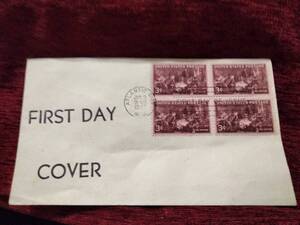 FIRST DAY
COVER
ATLANTIC
UNITED STATES POSTAGE
3¢
UNITED STATES POSTAGE
3¢
UNITED STATES POSTAGE
3¢
UNITED STATES POSTAGE
3¢